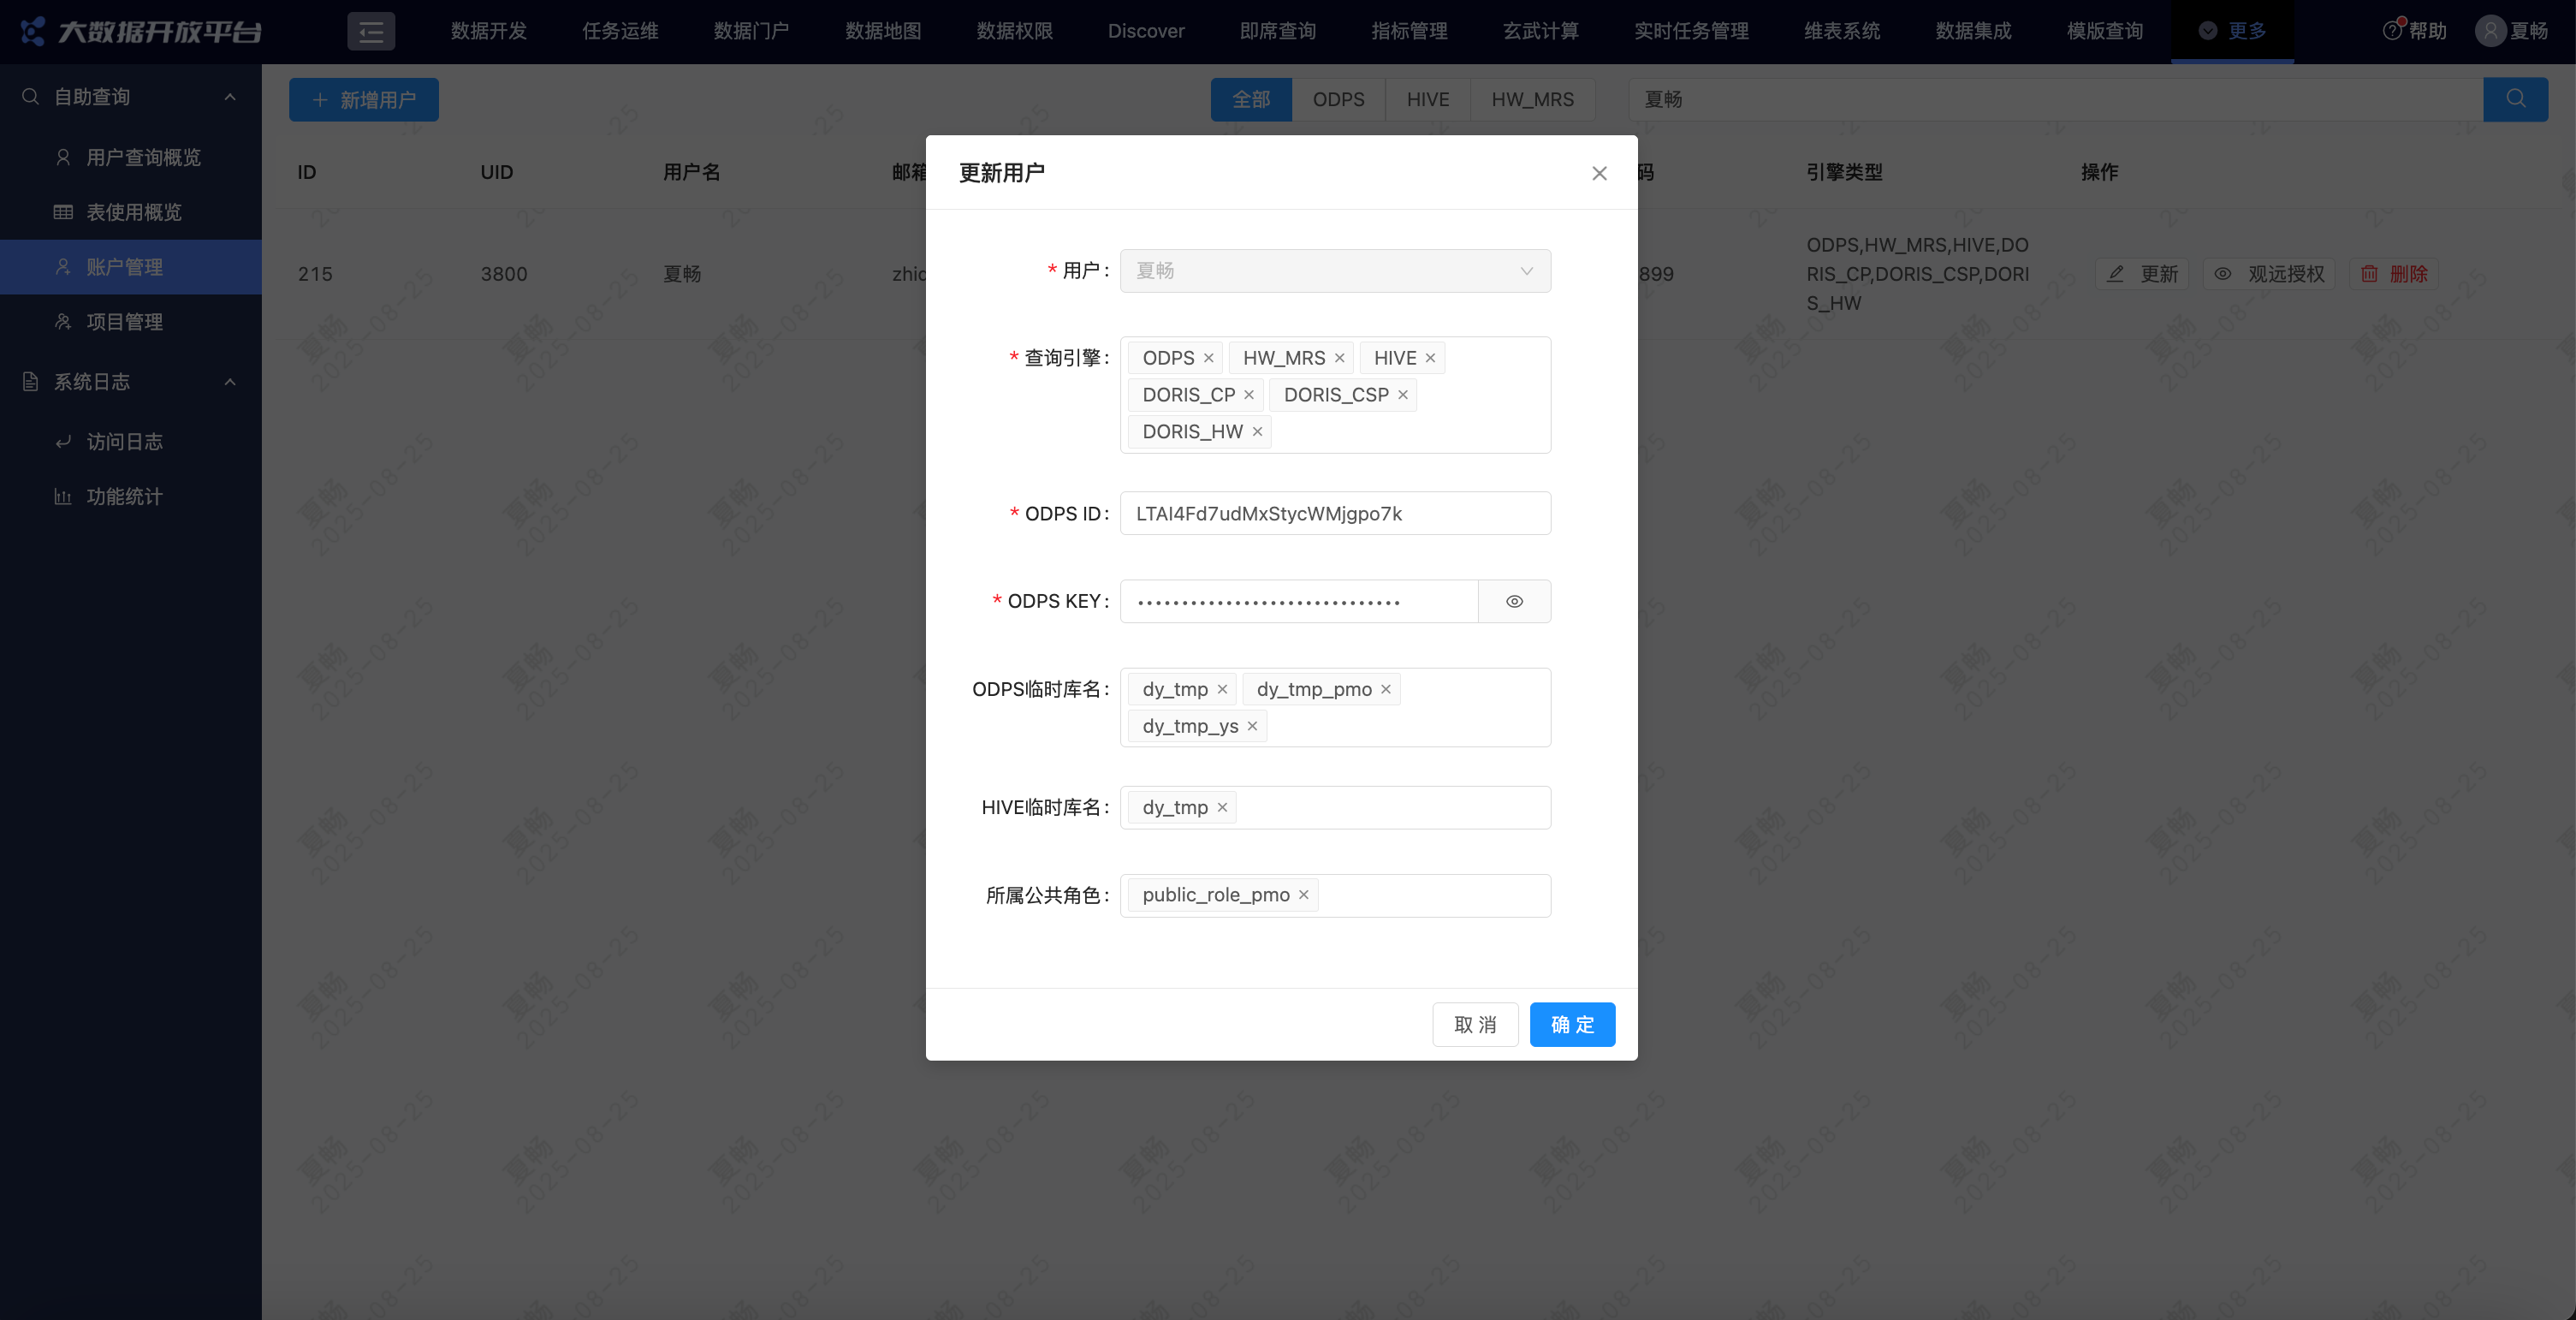 大数据开放平台
数据开发 任务运维 数据门户 数据地图 数据权限 Discover 即席查询 指标管理 玄武计算 实时任务管理 维表系统 数据集成 模版查询 更多 帮助 夏畅
自助查询
用户查询概览
表使用概览
账户管理
项目管理
系统日志
访问日志
功能统计
新增用户 全部 ODPS HIVE HW_MRS 夏畅
ID UID 用户名 邮箱 码 引擎类型 操作
215 3800 夏畅 zhic 899 ODPS,HW_MRS,HIVE,DO
RIS_CP,DORIS_CSP,DORI
S_HW
更新 观远授权 删除
更新用户
* 用户: 夏畅
* 查询引擎: ODPS HW_MRS HIVE
DORIS_CP DORIS_CSP
DORIS_HW
* ODPS ID: LTAI4Fd7udMxStycWMjgpo7k
* ODPS KEY: ••••••••••••••••••••••••••••••
ODPS临时库名: dy_tmp dy_tmp_pmo
dy_tmp_ys
HIVE临时库名: dy_tmp
所属公共角色: public_role_pmo
取 消 确 定
夏畅
2025-08-25